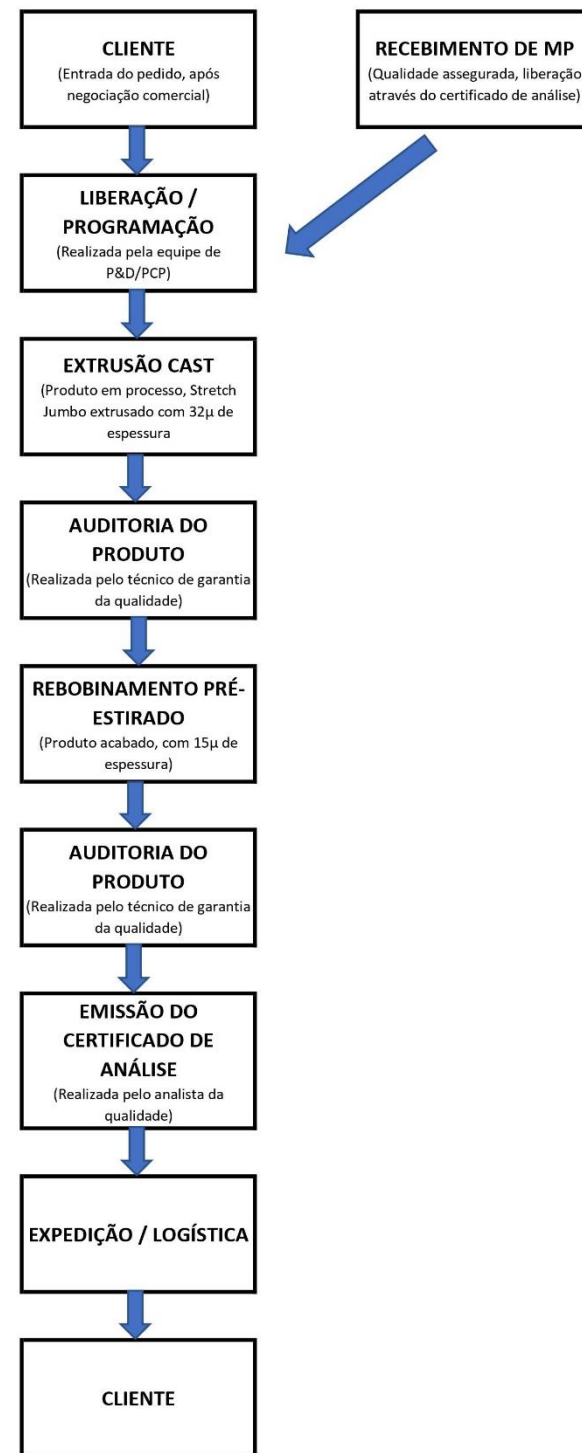 CLIENTE
(Entrada do pedido, após
negociação comercial)
RECEBIMENTO DE MP
(Qualidade assegurada, liberação
através do certificado de análise)
LIBERAÇÃO /
PROGRAMAÇÃO
(Realizada pela equipe de
P&D/PCP)
EXTRUSÃO CAST
(Produto em processo, Stretch
Jumbo extrusado com 32µ de
espessura
AUDITORIA DO
PRODUTO
(Realizada pelo técnico de garantia
da qualidade)
REBOBINAMENTO PRÉ-
ESTIRADO
(Produto acabado, com 15µ de
espessura)
AUDITORIA DO
PRODUTO
(Realizada pelo técnico de garantia
da qualidade)
EMISSÃO DO
CERTIFICADO DE
ANÁLISE
(Realizada pelo analista da
qualidade)
EXPEDIÇÃO / LOGÍSTICA
CLIENTE